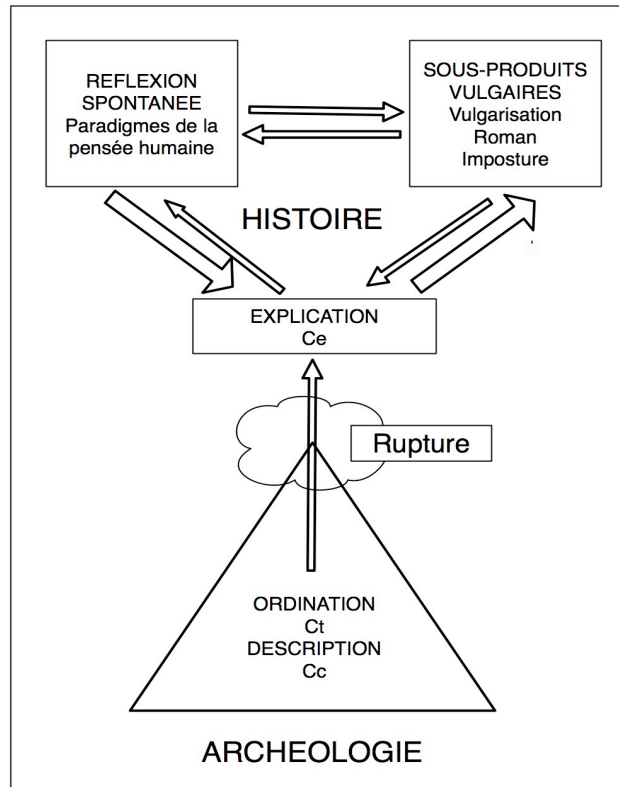 REFLEXION
SPONTANEE
Paradigmes de la
pensée humaine
SOUS-PRODUITS
VULGAIRES
Vulgarisation
Roman
Imposture
HISTOIRE
EXPLICATION
Ce
Rupture
ORDINATION
Ct
DESCRIPTION
Cc
ARCHEOLOGIE